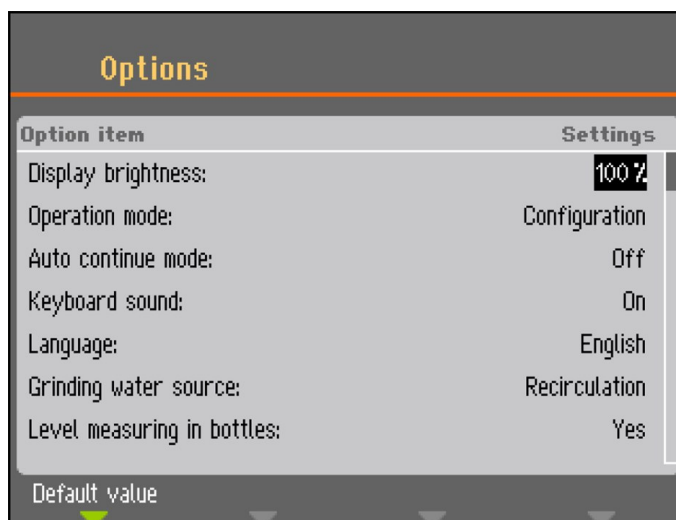 Options
Option item Settings
Display brightness: 100 %
Operation mode: Configuration
Auto continue mode: Off
Keyboard sound: On
Language: English
Grinding water source: Recirculation
Level measuring in bottles: Yes
Default value